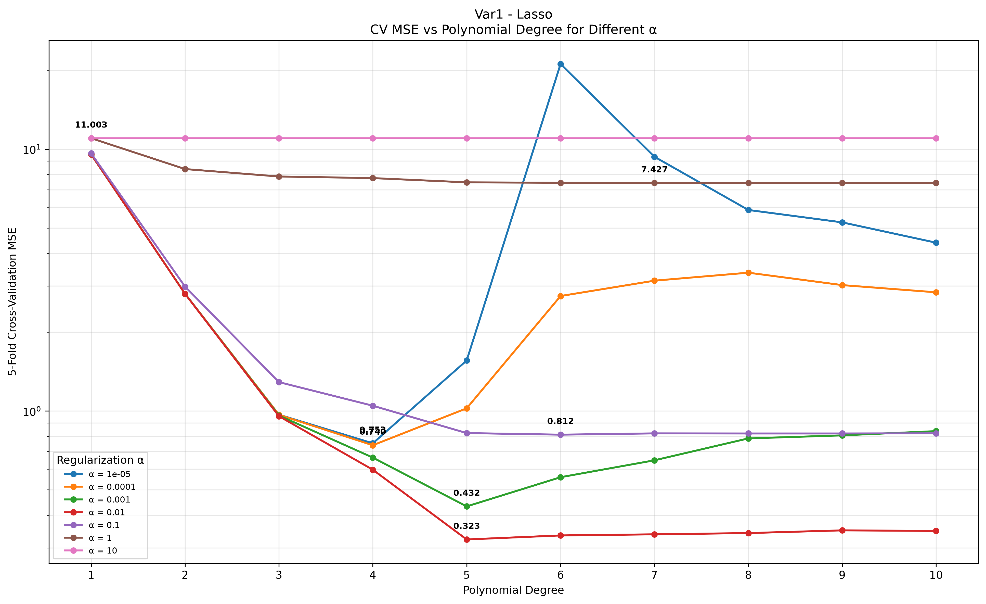 Var1 - Lasso
CV MSE vs Polynomial Degree for Different α
5-Fold Cross-Validation MSE
10¹
10⁰
11.003
7.427
0.812
0.432
0.323
Regularization α
α = 1e-05
α = 0.0001
α = 0.001
α = 0.01
α = 0.1
α = 1
α = 10
1 2 3 4 5 6 7 8 9 10
Polynomial Degree